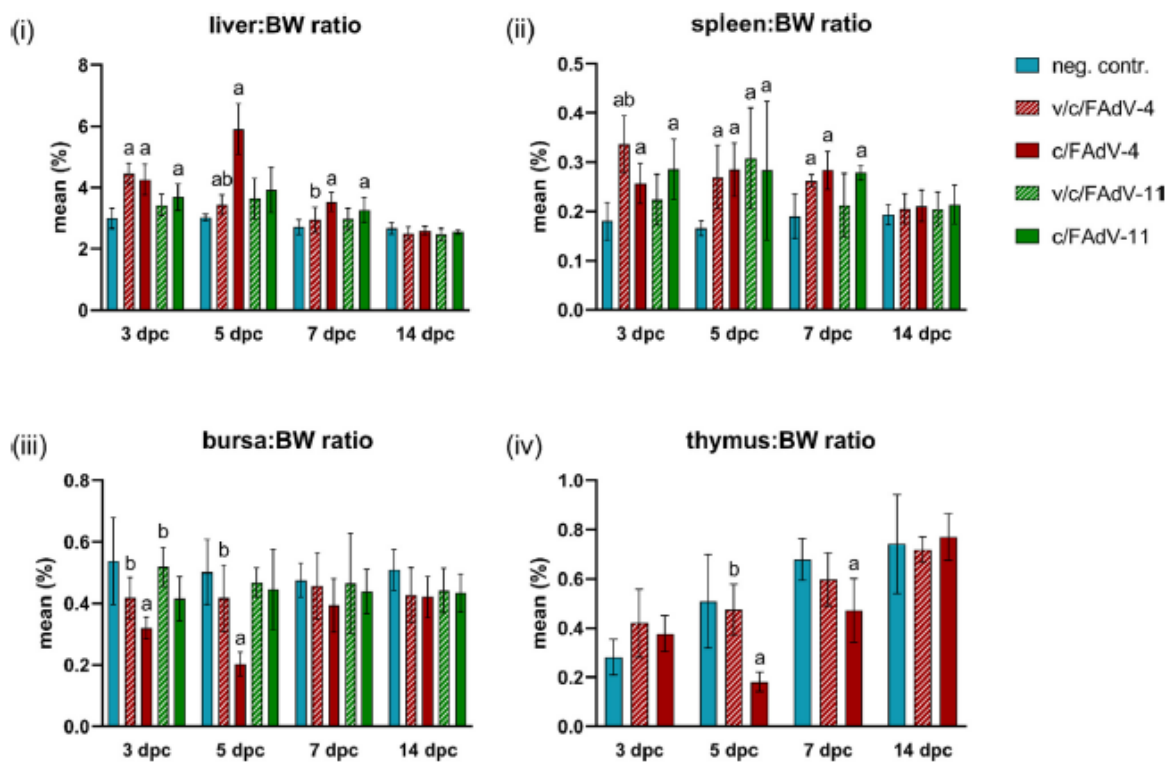 (i)
liver:BW ratio
mean (%)
8
6
4
2
0
a a a
ab a
b a a
3 dpc 5 dpc 7 dpc 14 dpc
(ii)
spleen:BW ratio
mean (%)
0.5
0.4
0.3
0.2
0.1
0.0
ab a a
a a a a
a a a
3 dpc 5 dpc 7 dpc 14 dpc
neg. contr.
v/c/FAdV-4
c/FAdV-4
v/c/FAdV-11
c/FAdV-11
(iii)
bursa:BW ratio
mean (%)
0.8
0.6
0.4
0.2
0.0
b a b
b a
3 dpc 5 dpc 7 dpc 14 dpc
(iv)
thymus:BW ratio
mean (%)
1.0
0.8
0.6
0.4
0.2
0.0
b a
a
3 dpc 5 dpc 7 dpc 14 dpc